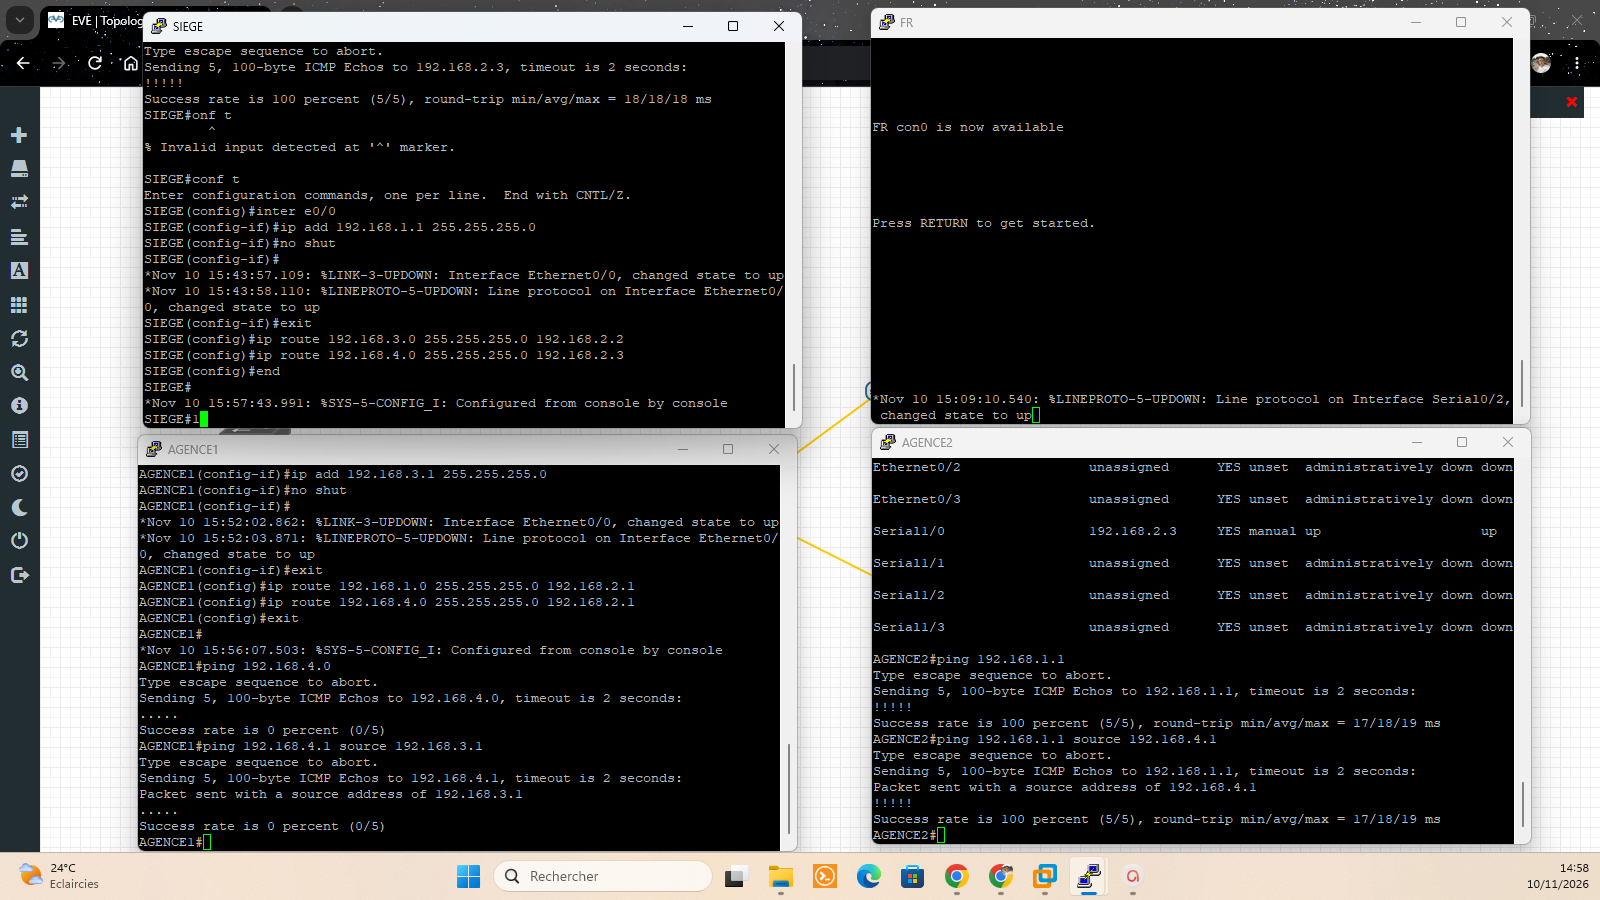 EVE | Topolog
SIEGE
Type escape sequence to abort.
Sending 5, 100-byte ICMP Echos to 192.168.2.3, timeout is 2 seconds:
!!!!!
Success rate is 100 percent (5/5), round-trip min/avg/max = 18/18/18 ms
SIEGE#onf t
^
% Invalid input detected at '^' marker.
SIEGE#conf t
Enter configuration commands, one per line.  End with CNTL/Z.
SIEGE(config)#inter e0/0
SIEGE(config-if)#ip add 192.168.1.1 255.255.255.0
SIEGE(config-if)#no shut
SIEGE(config-if)#
*Nov 10 15:43:57.109: %LINK-3-UPDOWN: Interface Ethernet0/0, changed state to up
*Nov 10 15:43:58.110: %LINEPROTO-5-UPDOWN: Line protocol on Interface Ethernet0/
0, changed state to up
SIEGE(config-if)#exit
SIEGE(config)#ip route 192.168.3.0 255.255.255.0 192.168.2.2
SIEGE(config)#ip route 192.168.4.0 255.255.255.0 192.168.2.3
SIEGE(config)#end
SIEGE#
*Nov 10 15:57:43.991: %SYS-5-CONFIG_I: Configured from console by console
SIEGE#l
FR
FR con0 is now available
Press RETURN to get started.
*Nov 10 15:09:10.540: %LINEPROTO-5-UPDOWN: Line protocol on Interface Serial0/2,
changed state to up
AGENCE1
AGENCE1(config-if)#ip add 192.168.3.1 255.255.255.0
AGENCE1(config-if)#no shut
AGENCE1(config-if)#
*Nov 10 15:52:02.862: %LINK-3-UPDOWN: Interface Ethernet0/0, changed state to up
*Nov 10 15:52:03.871: %LINEPROTO-5-UPDOWN: Line protocol on Interface Ethernet0/
0, changed state to up
AGENCE1(config-if)#exit
AGENCE1(config)#ip route 192.168.1.0 255.255.255.0 192.168.2.1
AGENCE1(config)#ip route 192.168.4.0 255.255.255.0 192.168.2.1
AGENCE1(config)#exit
AGENCE1#
*Nov 10 15:56:07.503: %SYS-5-CONFIG_I: Configured from console by console
AGENCE1#ping 192.168.4.0
Type escape sequence to abort.
Sending 5, 100-byte ICMP Echos to 192.168.4.0, timeout is 2 seconds:
.....
Success rate is 0 percent (0/5)
AGENCE1#ping 192.168.4.1 source 192.168.3.1
Type escape sequence to abort.
Sending 5, 100-byte ICMP Echos to 192.168.4.1, timeout is 2 seconds:
Packet sent with a source address of 192.168.3.1
.....
Success rate is 0 percent (0/5)
AGENCE1#
AGENCE2
Ethernet0/2 unassigned YES unset administratively down down
Ethernet0/3 unassigned YES unset administratively down down
Serial1/0 192.168.2.3 YES manual up up
Serial1/1 unassigned YES unset administratively down down
Serial1/2 unassigned YES unset administratively down down
Serial1/3 unassigned YES unset administratively down down
AGENCE2#ping 192.168.1.1
Type escape sequence to abort.
Sending 5, 100-byte ICMP Echos to 192.168.1.1, timeout is 2 seconds:
!!!!!
Success rate is 100 percent (5/5), round-trip min/avg/max = 17/18/19 ms
AGENCE2#ping 192.168.1.1 source 192.168.4.1
Type escape sequence to abort.
Sending 5, 100-byte ICMP Echos to 192.168.1.1, timeout is 2 seconds:
Packet sent with a source address of 192.168.4.1
!!!!!
Success rate is 100 percent (5/5), round-trip min/avg/max = 17/18/19 ms
AGENCE2#
24°C
Eclaircies
Rechercher
14:58
10/11/2026